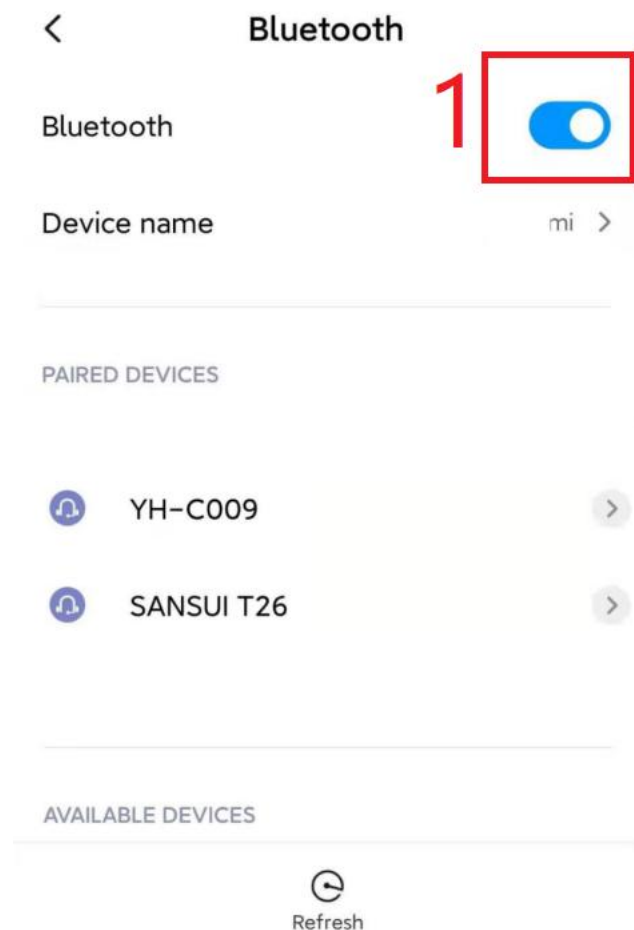 Bluetooth
1
Bluetooth
Device name mi
PAIRED DEVICES
YH-C009
SANSUI T26
AVAILABLE DEVICES
Refresh